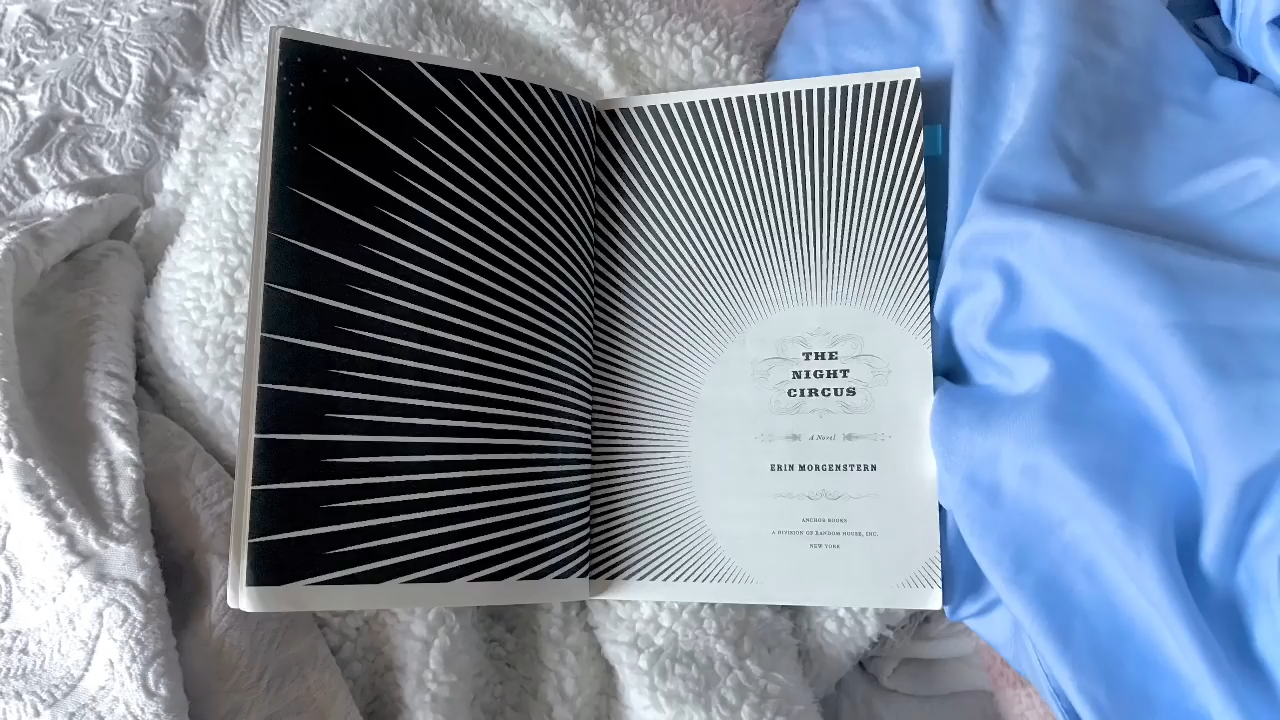 THE
NIGHT
CIRCUS
A Novel
ERIN MORGENSTERN
ANCHOR BOOKS
A DIVISION OF RANDOM HOUSE, INC.
NEW YORK